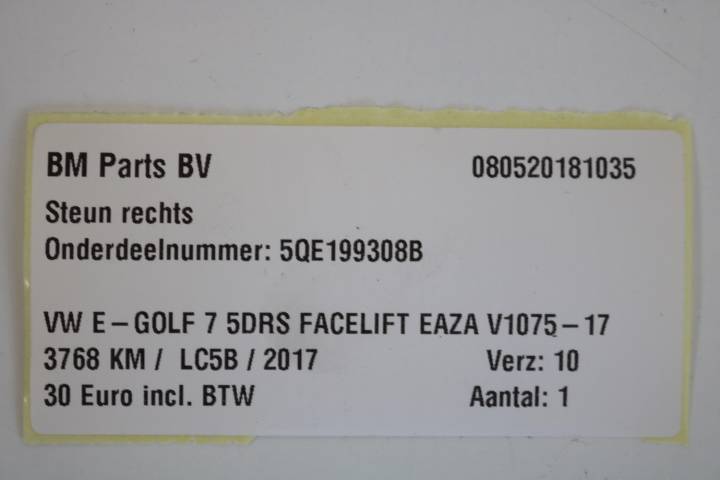 BM Parts BV 080520181035
Steun rechts
Onderdeelnummer: 5QE199308B
VW E-GOLF 7 5DRS FACELIFT EAZA V1075-17
3768 KM / LC5B / 2017 Verz: 10
30 Euro incl. BTW Aantal: 1